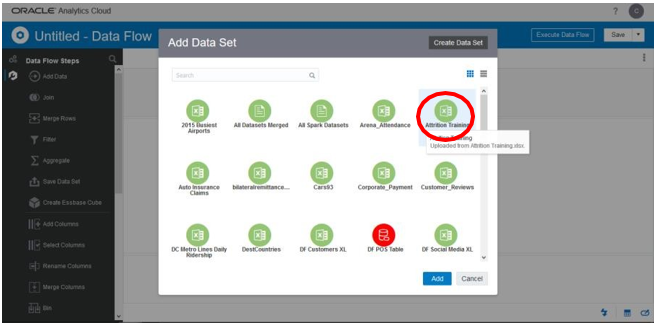 ORACLE Analytics Cloud
?
C
Untitled - Data Flow
Execute Data Flow
Save
Data Flow Steps
Add Data
Join
Merge Rows
Filter
Aggregate
Save Data Set
Create Essbase Cube
Add Columns
Select Columns
Rename Columns
Merge Columns
Bin
Add Data Set
Create Data Set
Search
2015 Busiest
Airports
All Datasets Merged
All Spark Datasets
Arena_Attendance
Attrition Training
Training
Uploaded from Attrition Training.xlsx.
Auto Insurance
Claims
bilateralremittance...
Cars93
Corporate_Payment
Customer_Reviews
DC Metro Lines Daily
Ridership
DestCountries
DF Customers XL
DF POS Table
DF Social Media XL
Add
Cancel